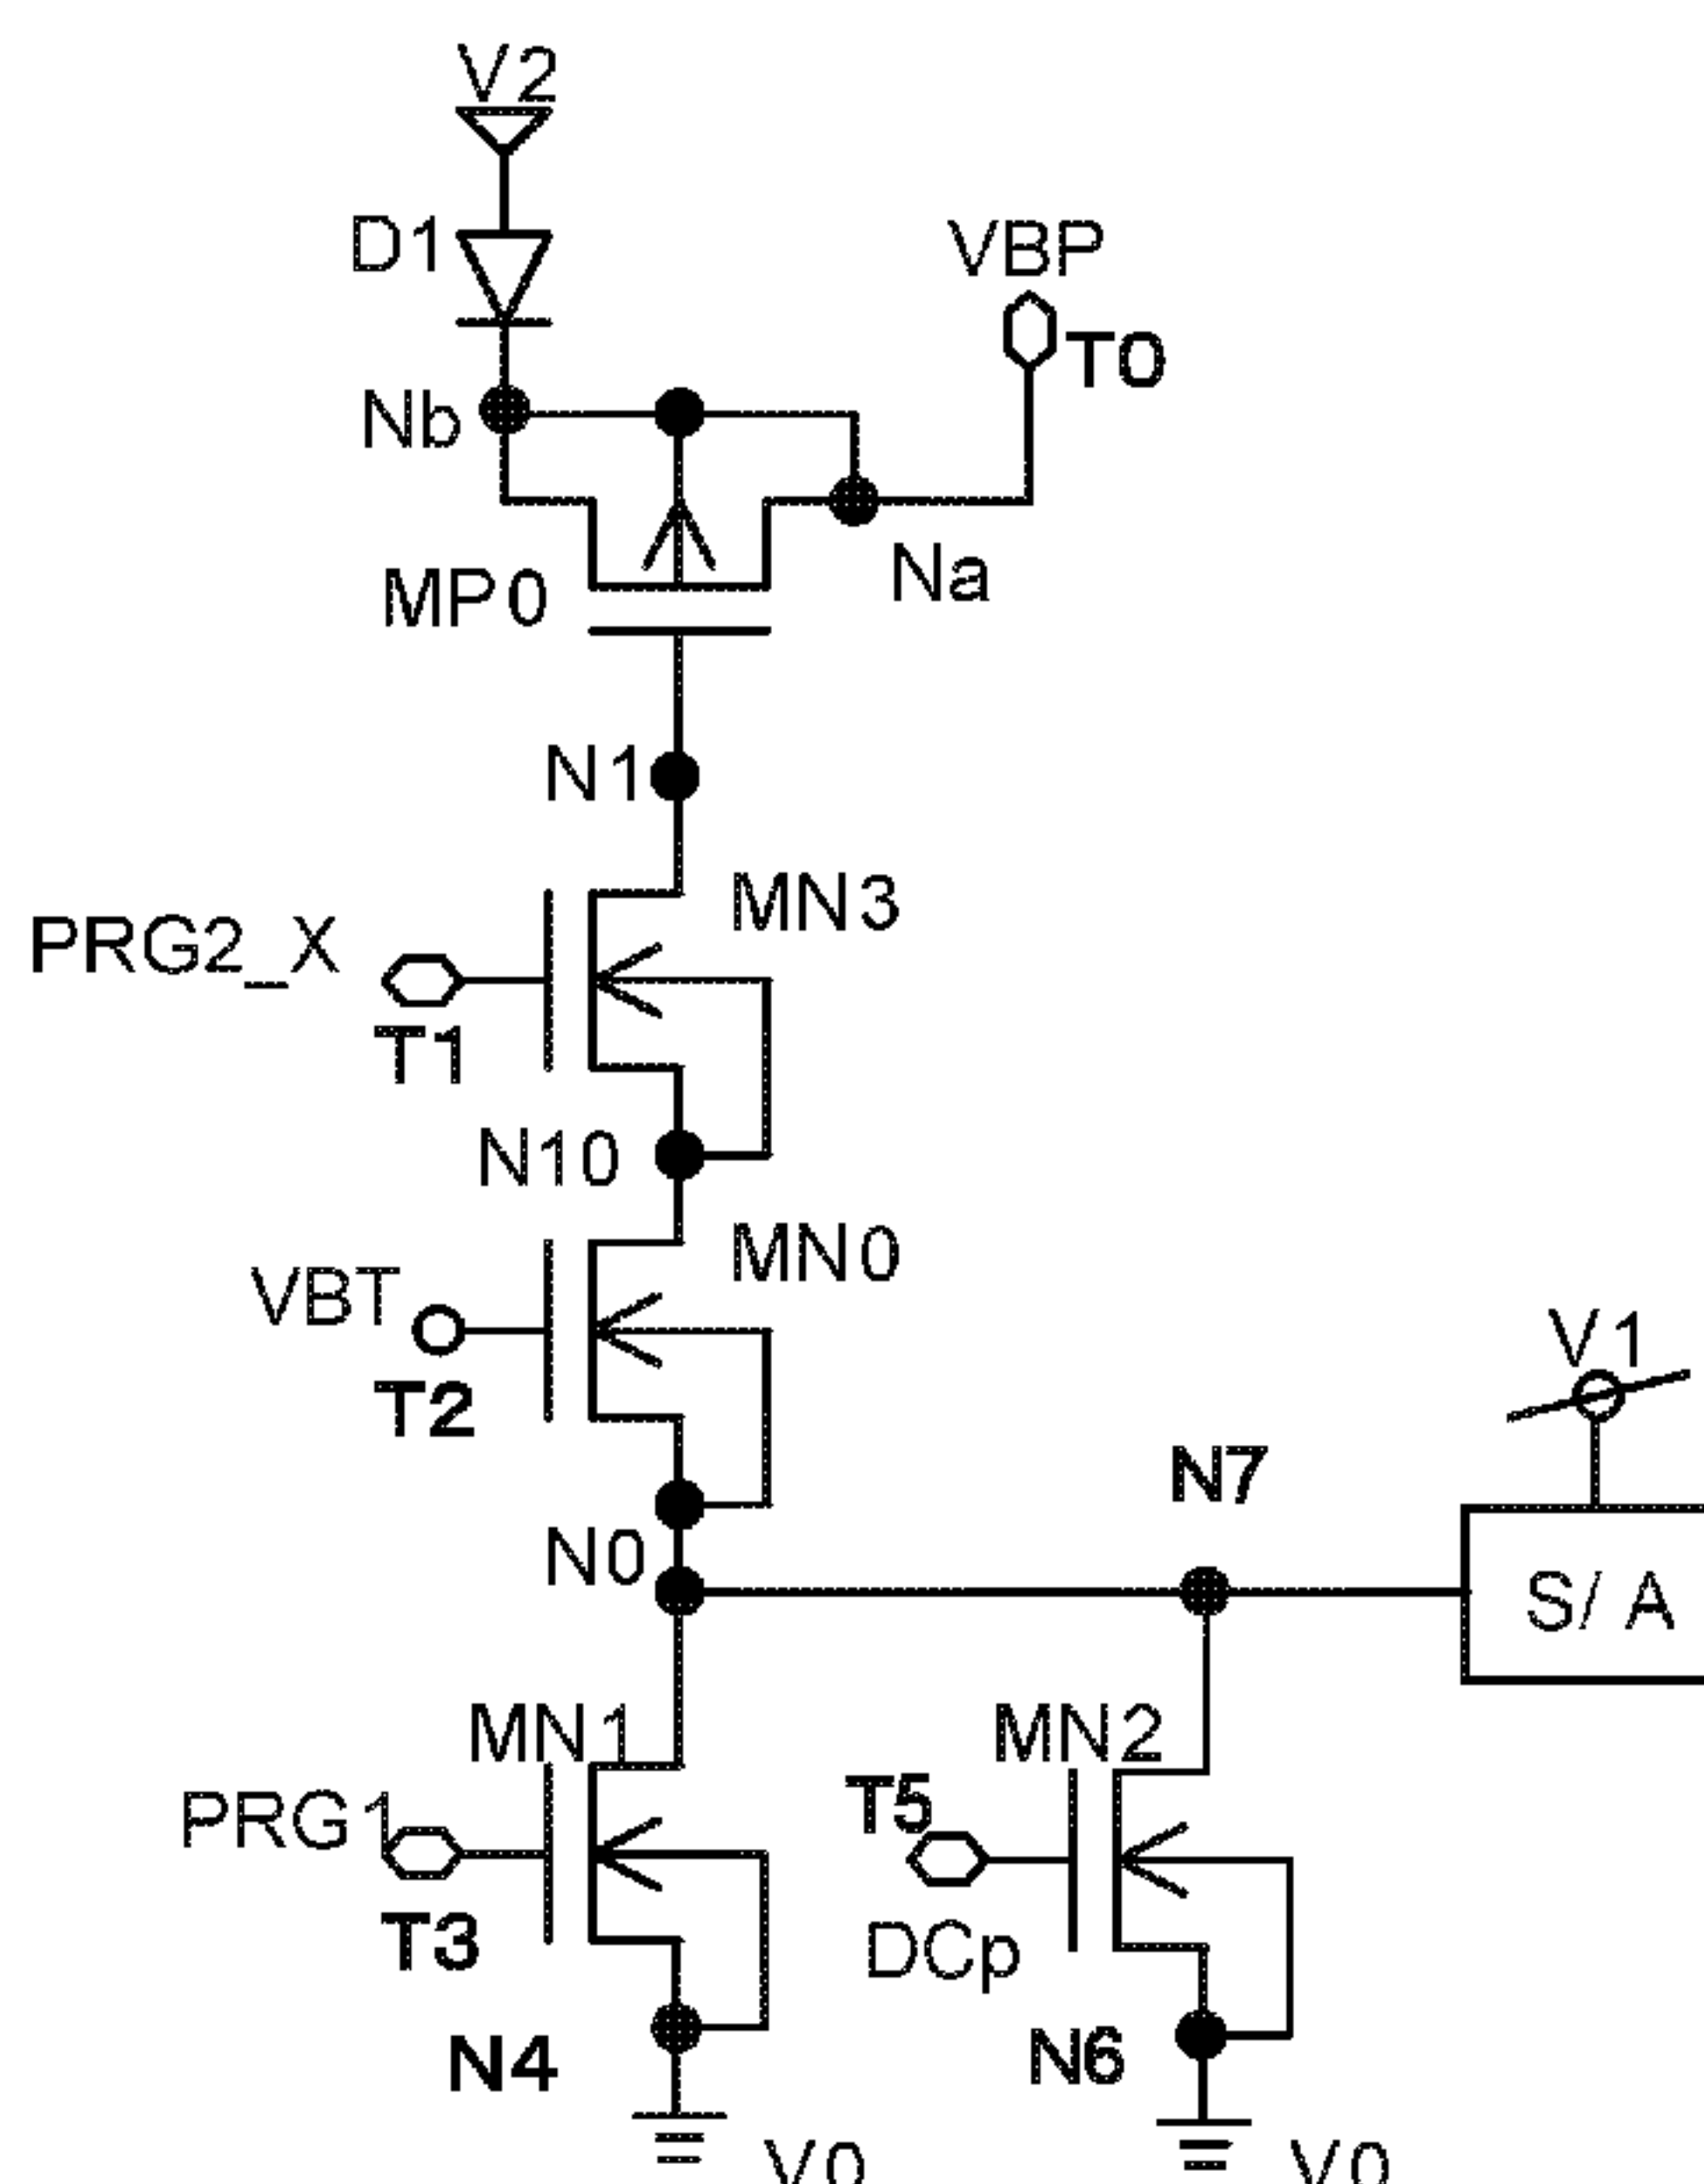 V2
D1
VBP
T0
Nb
Na
MP0
N1
MN3
PRG2_X
T1
N10
MN0
VBT
T2
V1
N7
N0
S/A
MN1
MN2
PRG1
T5
T3
DCp
N4
N6
V0
V0